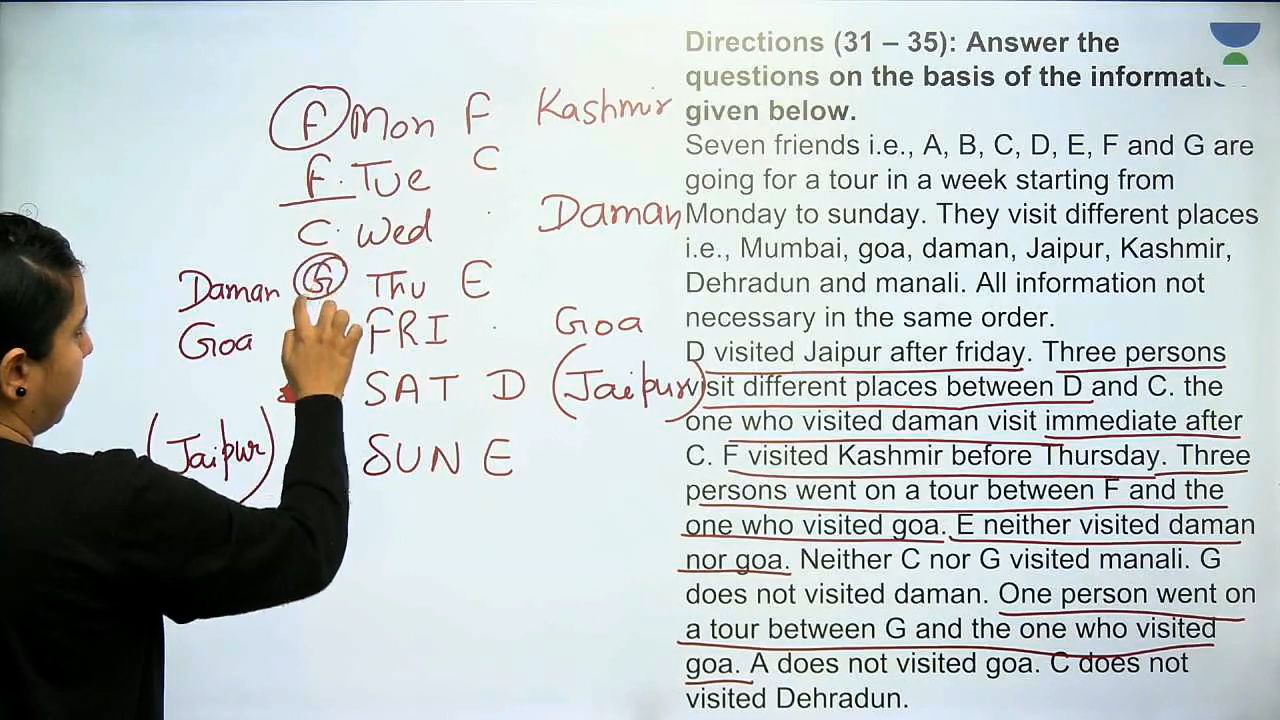 F Mon F Kashmir
F. Tue C
C. Wed Daman
Daman G Thu E
Goa FRI Goa
SAT D (Jaipur)
(Jaipur) SUN E
Directions (31 – 35): Answer the
questions on the basis of the
given below.
Seven friends i.e., A, B, C, D, E, F and G are
going for a tour in a week starting from
Monday to sunday. They visit different places
i.e., Mumbai, goa, daman, Jaipur, Kashmir,
Dehradun and manali. All information not
necessary in the same order.
D visited Jaipur after friday. Three persons
visit different places between D and C. the
one who visited daman visit immediate after
C. F visited Kashmir before Thursday. Three
persons went on a tour between F and the
one who visited goa. E neither visited daman
nor goa. Neither C nor G visited manali. G
does not visited daman. One person went on
a tour between G and the one who visited
goa. A does not visited goa. C does not
visited Dehradun.